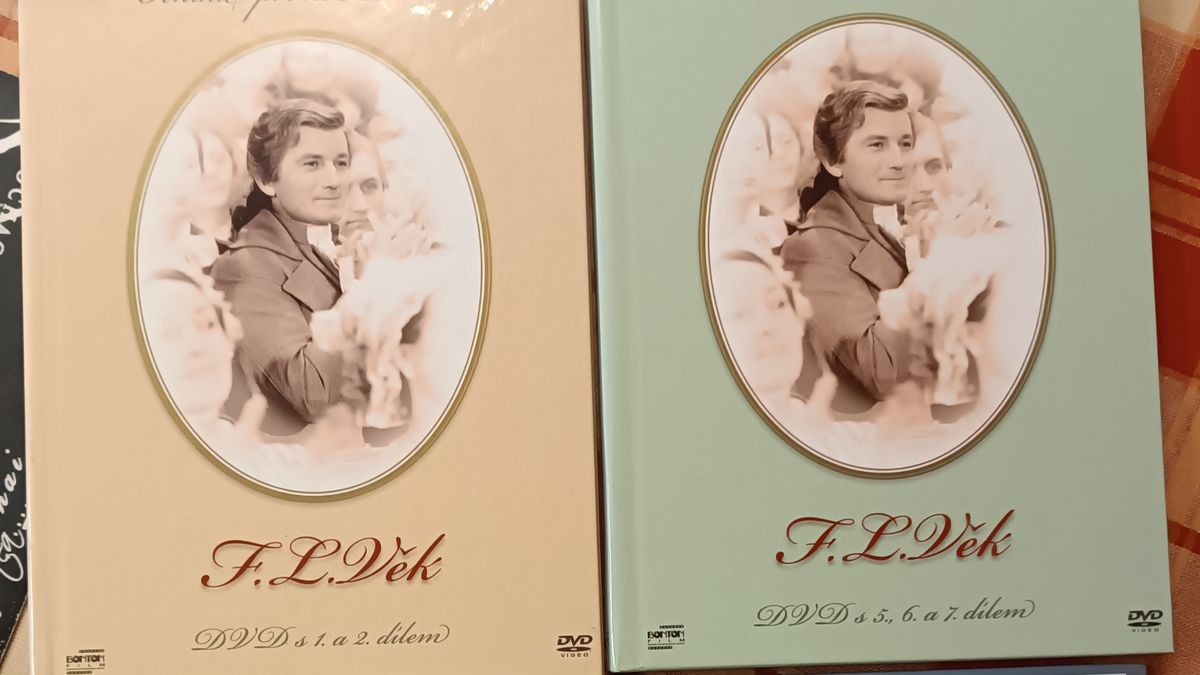 F. L. Věk
DVD s 1. a 2. dílem
BONTON
FILM
DVD
VIDEO
F. L. Věk
DVD s 5., 6. a 7. dílem
BONTON
FILM
DVD
VIDEO